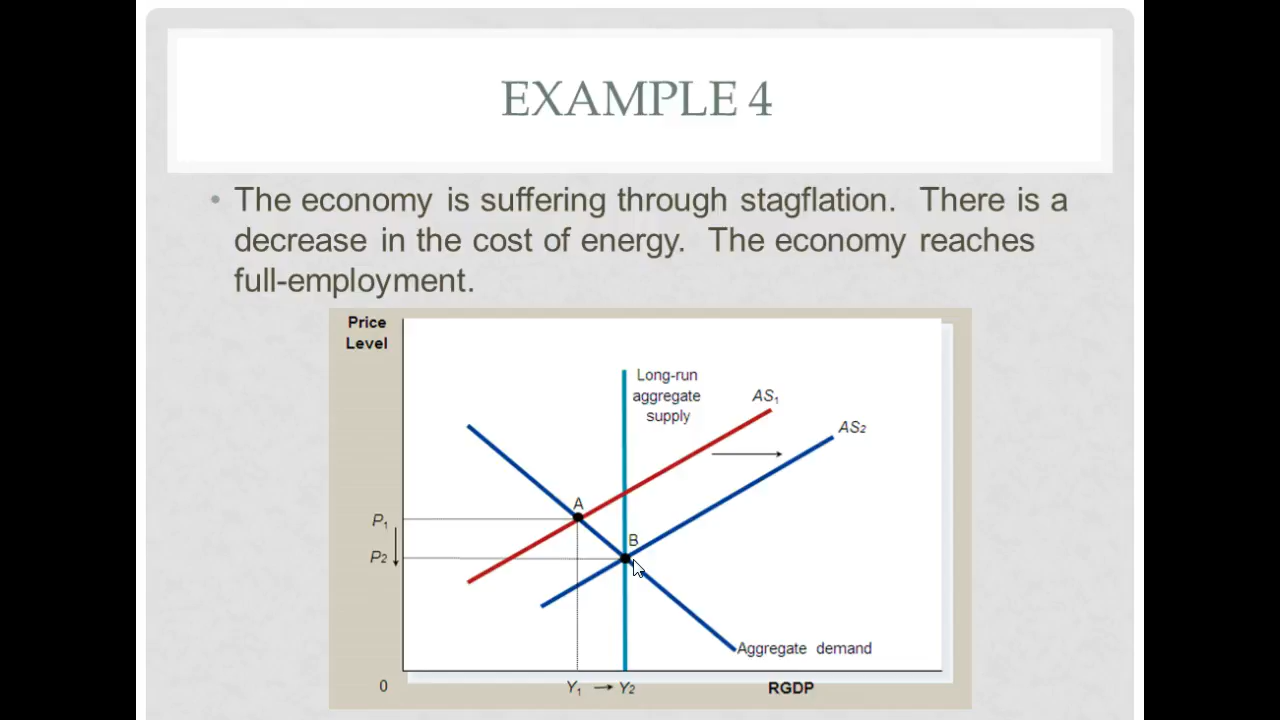 EXAMPLE 4
• The economy is suffering through stagflation. There is a
decrease in the cost of energy. The economy reaches
full-employment.
Price
Level
Long-run
aggregate
supply
AS₁
AS₂
A
P₁
B
P₂
Aggregate demand
0
Y₁ → Y₂
RGDP